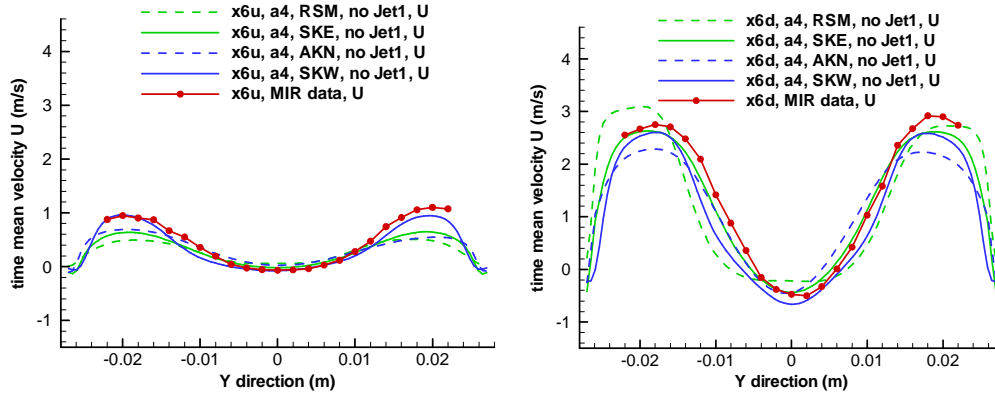 x6u, a4, RSM, no Jet1, U
x6u, a4, SKE, no Jet1, U
x6u, a4, AKN, no Jet1, U
x6u, a4, SKW, no Jet1, U
x6u, MIR data, U
time mean velocity U (m/s)
4
3
2
1
0
-1
-0.02
-0.01
0
0.01
0.02
Y direction (m)
x6d, a4, RSM, no Jet1, U
x6d, a4, SKE, no Jet1, U
x6d, a4, AKN, no Jet1, U
x6d, a4, SKW, no Jet1, U
x6d, MIR data, U
time mean velocity U (m/s)
4
3
2
1
0
-1
-0.02
-0.01
0
0.01
0.02
Y direction (m)